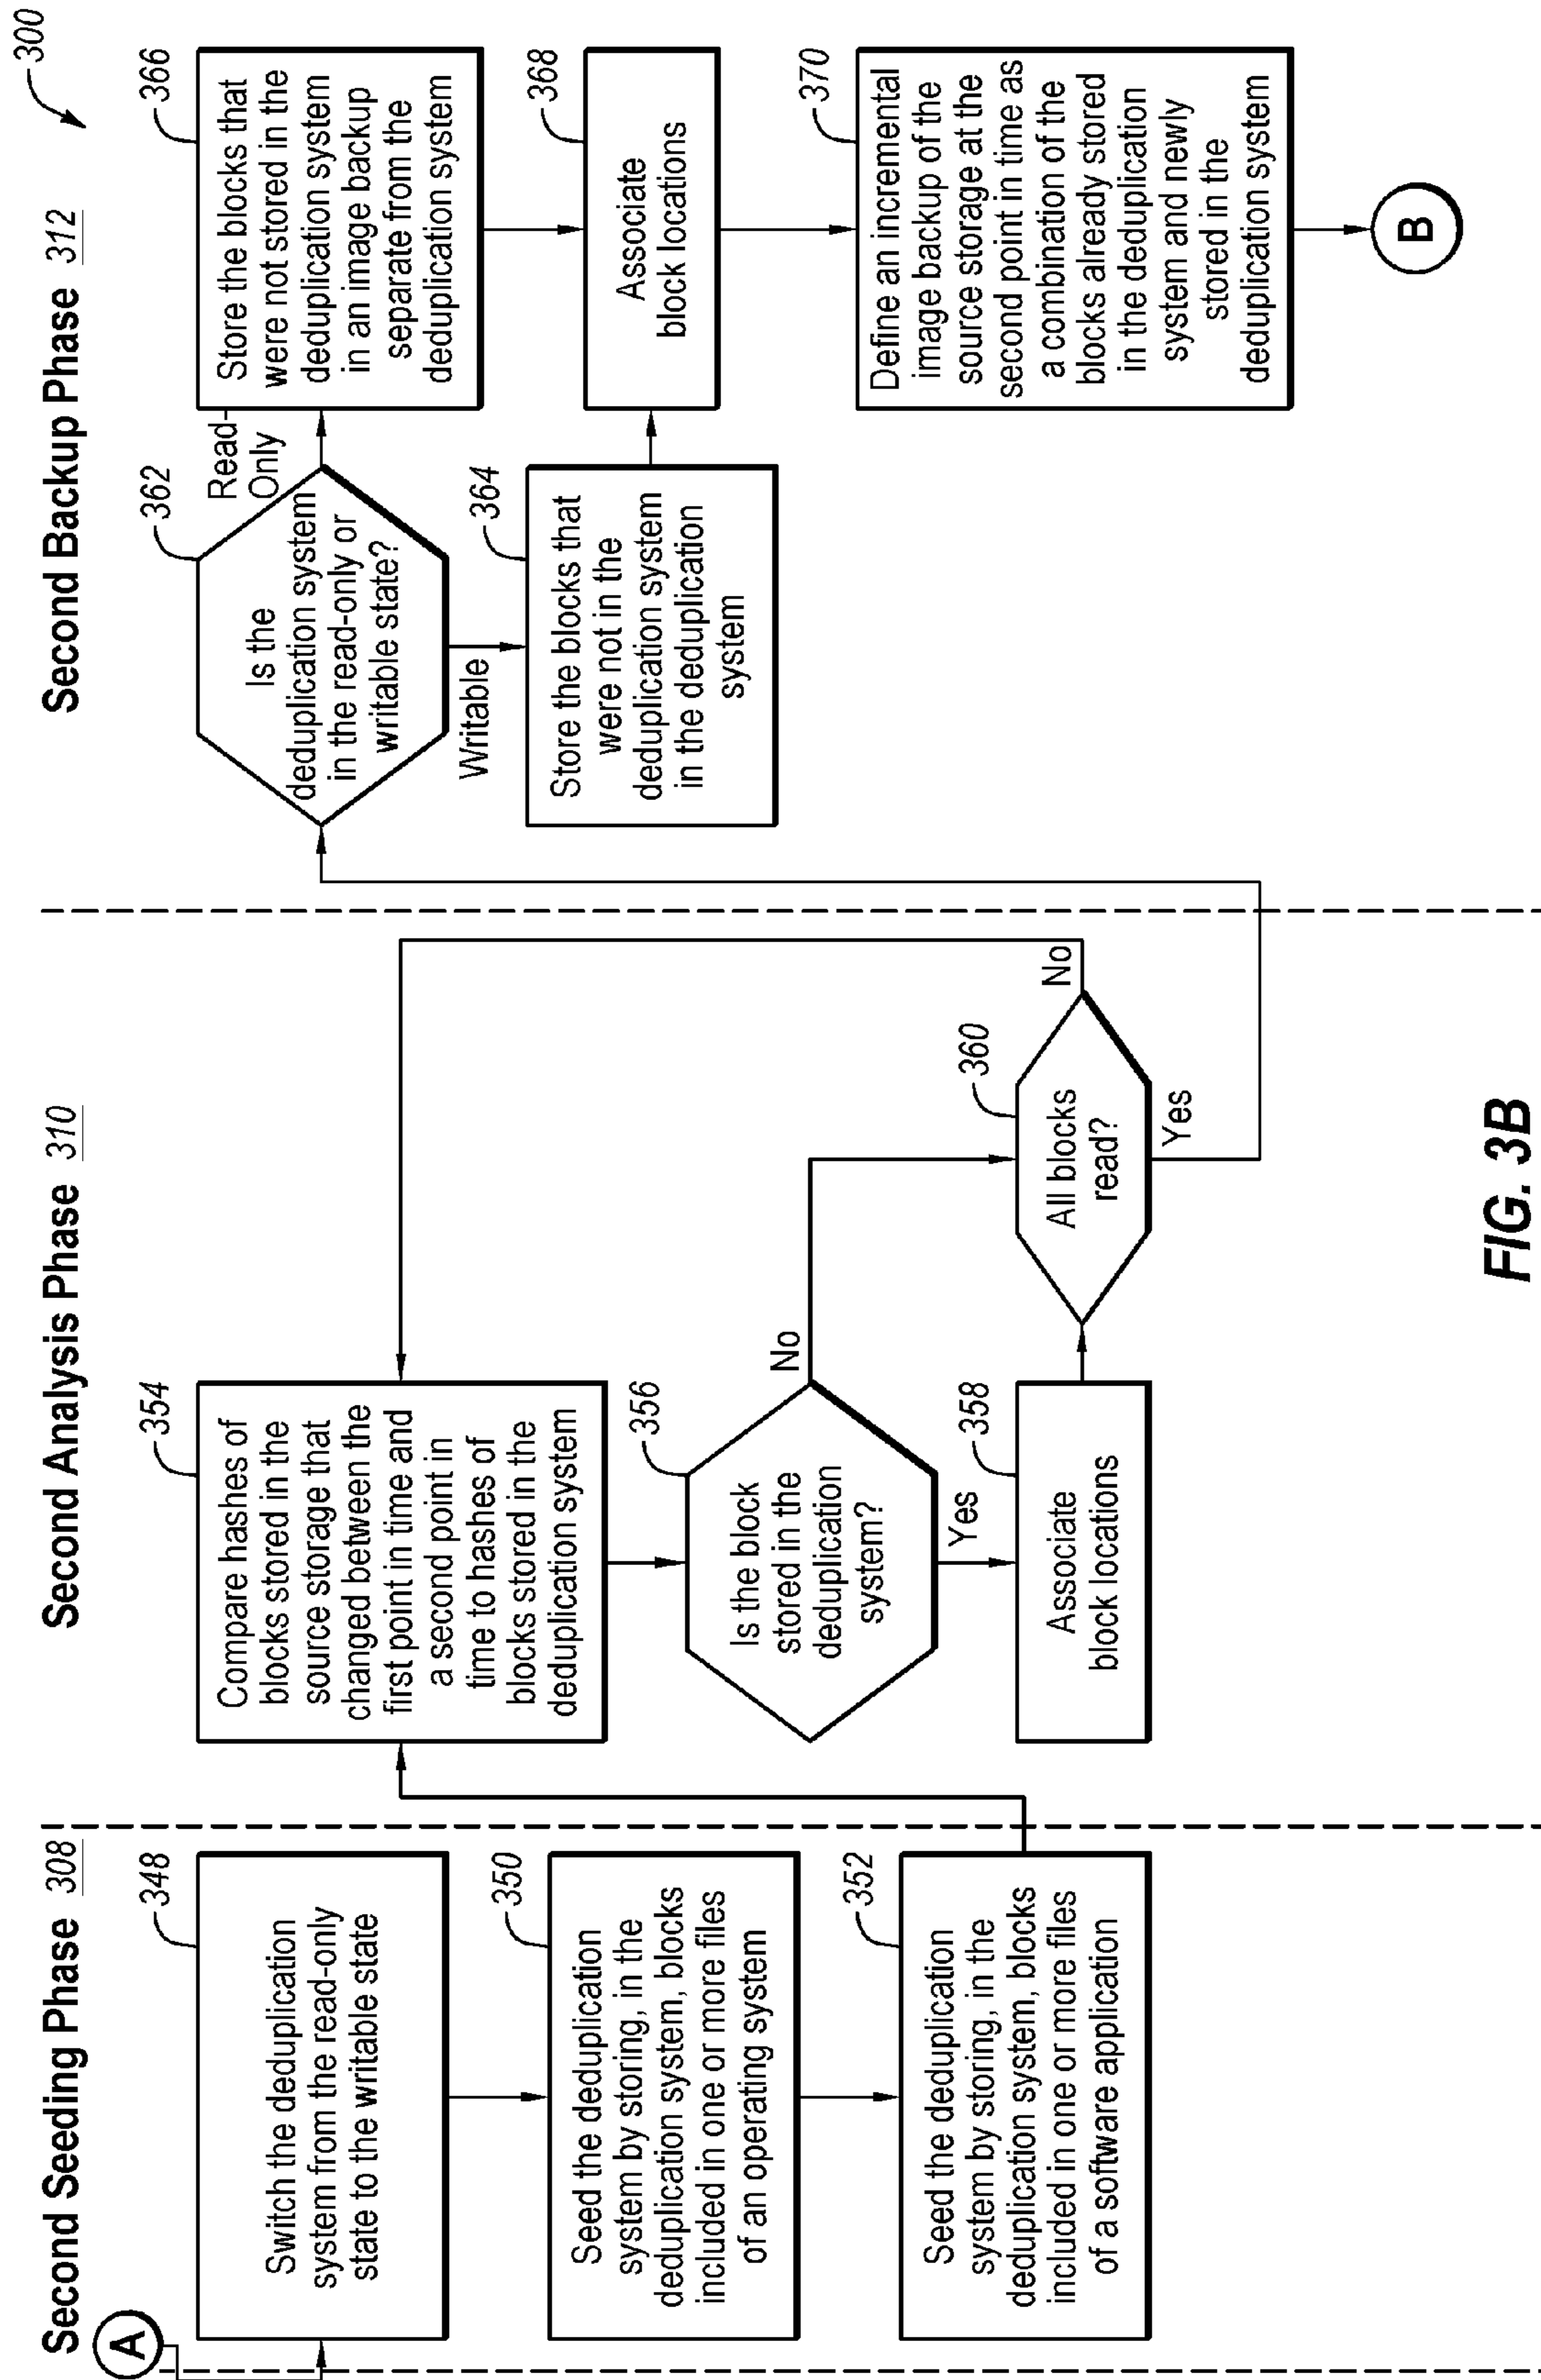 300
Second Seeding Phase 308
A
348
Switch the deduplication
system from the read-only
state to the writable state
350
Seed the deduplication
system by storing, in the
deduplication system, blocks
included in one or more files
of an operating system
352
Seed the deduplication
system by storing, in the
deduplication system, blocks
included in one or more files
of a software application
Second Analysis Phase 310
354
Compare hashes of
blocks stored in the
source storage that
changed between the
first point in time and
a second point in
time to hashes of
blocks stored in the
deduplication system
356
Is the block
stored in the
deduplication
system?
No
Yes
358
Associate
block locations
360
All blocks
read?
No
Yes
Second Backup Phase 312
362
Is the
deduplication system
in the read-only or
writable state?
Read-
Only
Writable
364
Store the blocks that
were not in the
deduplication system
in the deduplication
system
366
Store the blocks that
were not stored in the
deduplication system
in an image backup
separate from the
deduplication system
368
Associate
block locations
370
Define an incremental
image backup of the
source storage at the
second point in time as
a combination of the
blocks already stored
in the deduplication
system and newly
stored in the
deduplication system
B
FIG. 3B